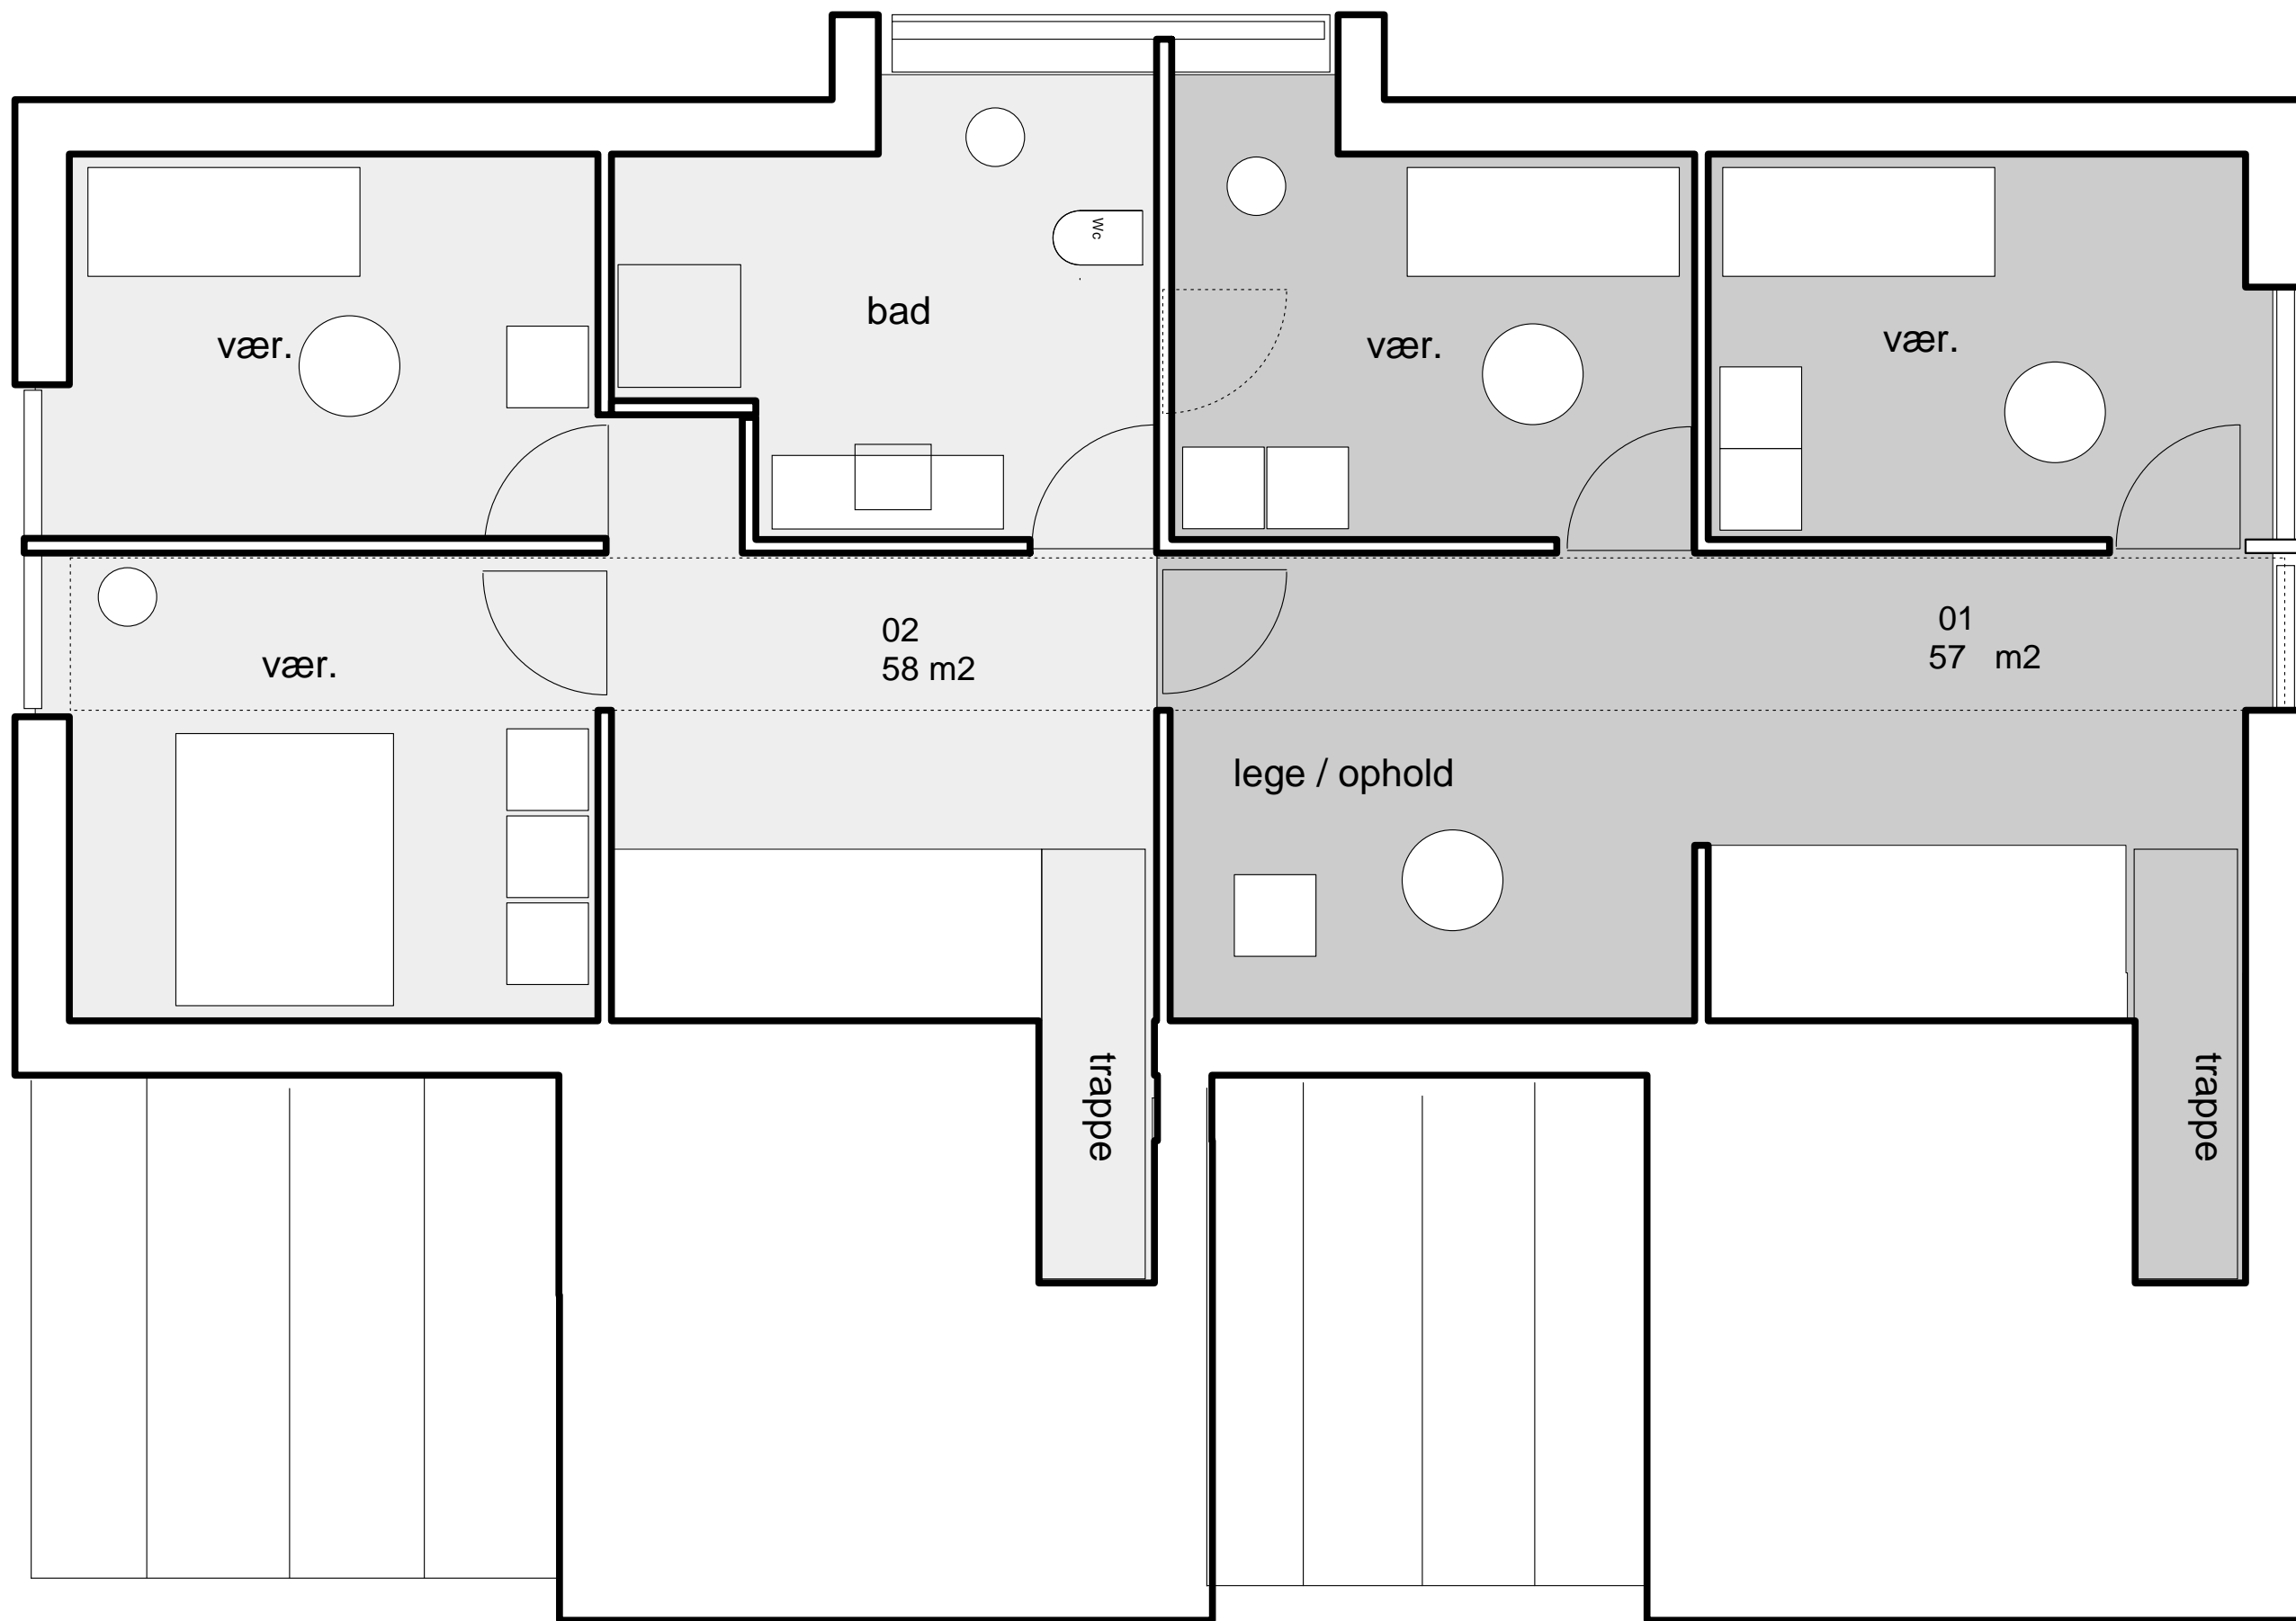 Wc
bad
vær.
vær.
vær.
01
57 m2
02
58 m2
vær.
lege / ophold
trappe
trappe